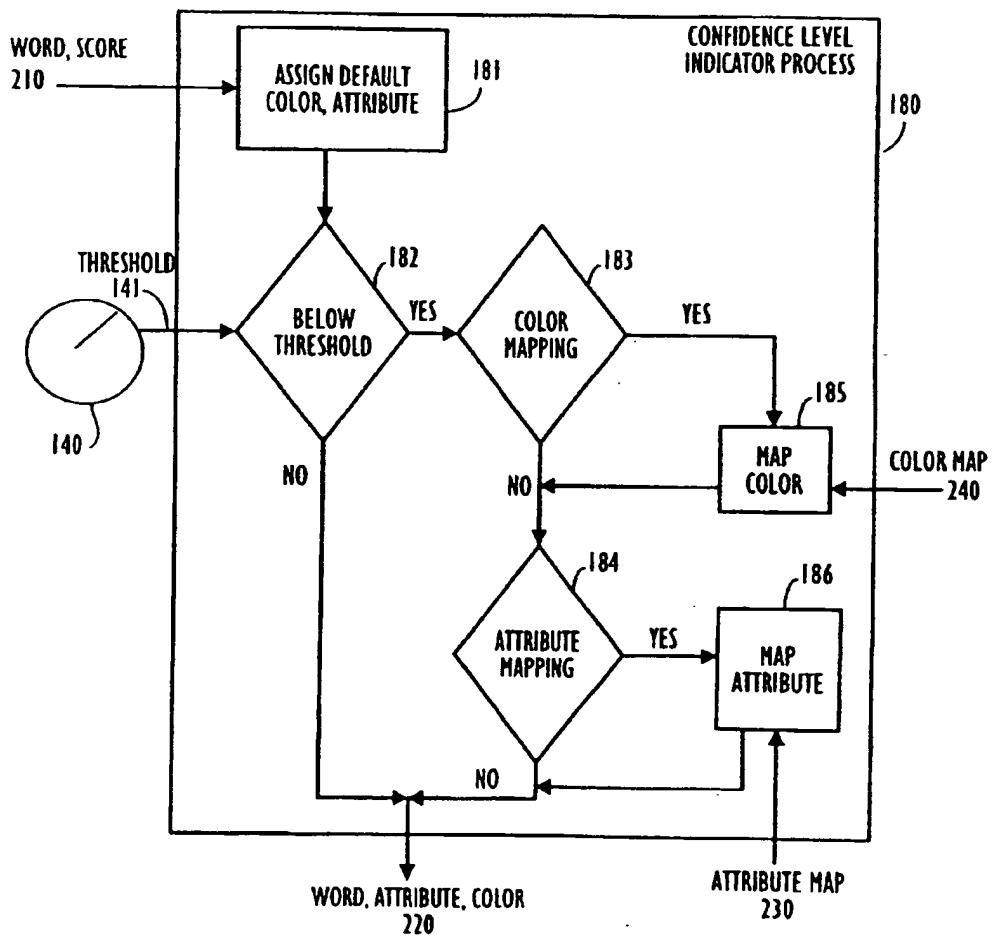 CONFIDENCE LEVEL
INDICATOR PROCESS
WORD, SCORE
210
ASSIGN DEFAULT
COLOR, ATTRIBUTE
181
180
THRESHOLD
141
182
183
BELOW
THRESHOLD
YES
COLOR
MAPPING
YES
140
185
NO
NO
MAP
COLOR
COLOR MAP
240
184
186
ATTRIBUTE
MAPPING
YES
MAP
ATTRIBUTE
NO
WORD, ATTRIBUTE, COLOR
220
ATTRIBUTE MAP
230